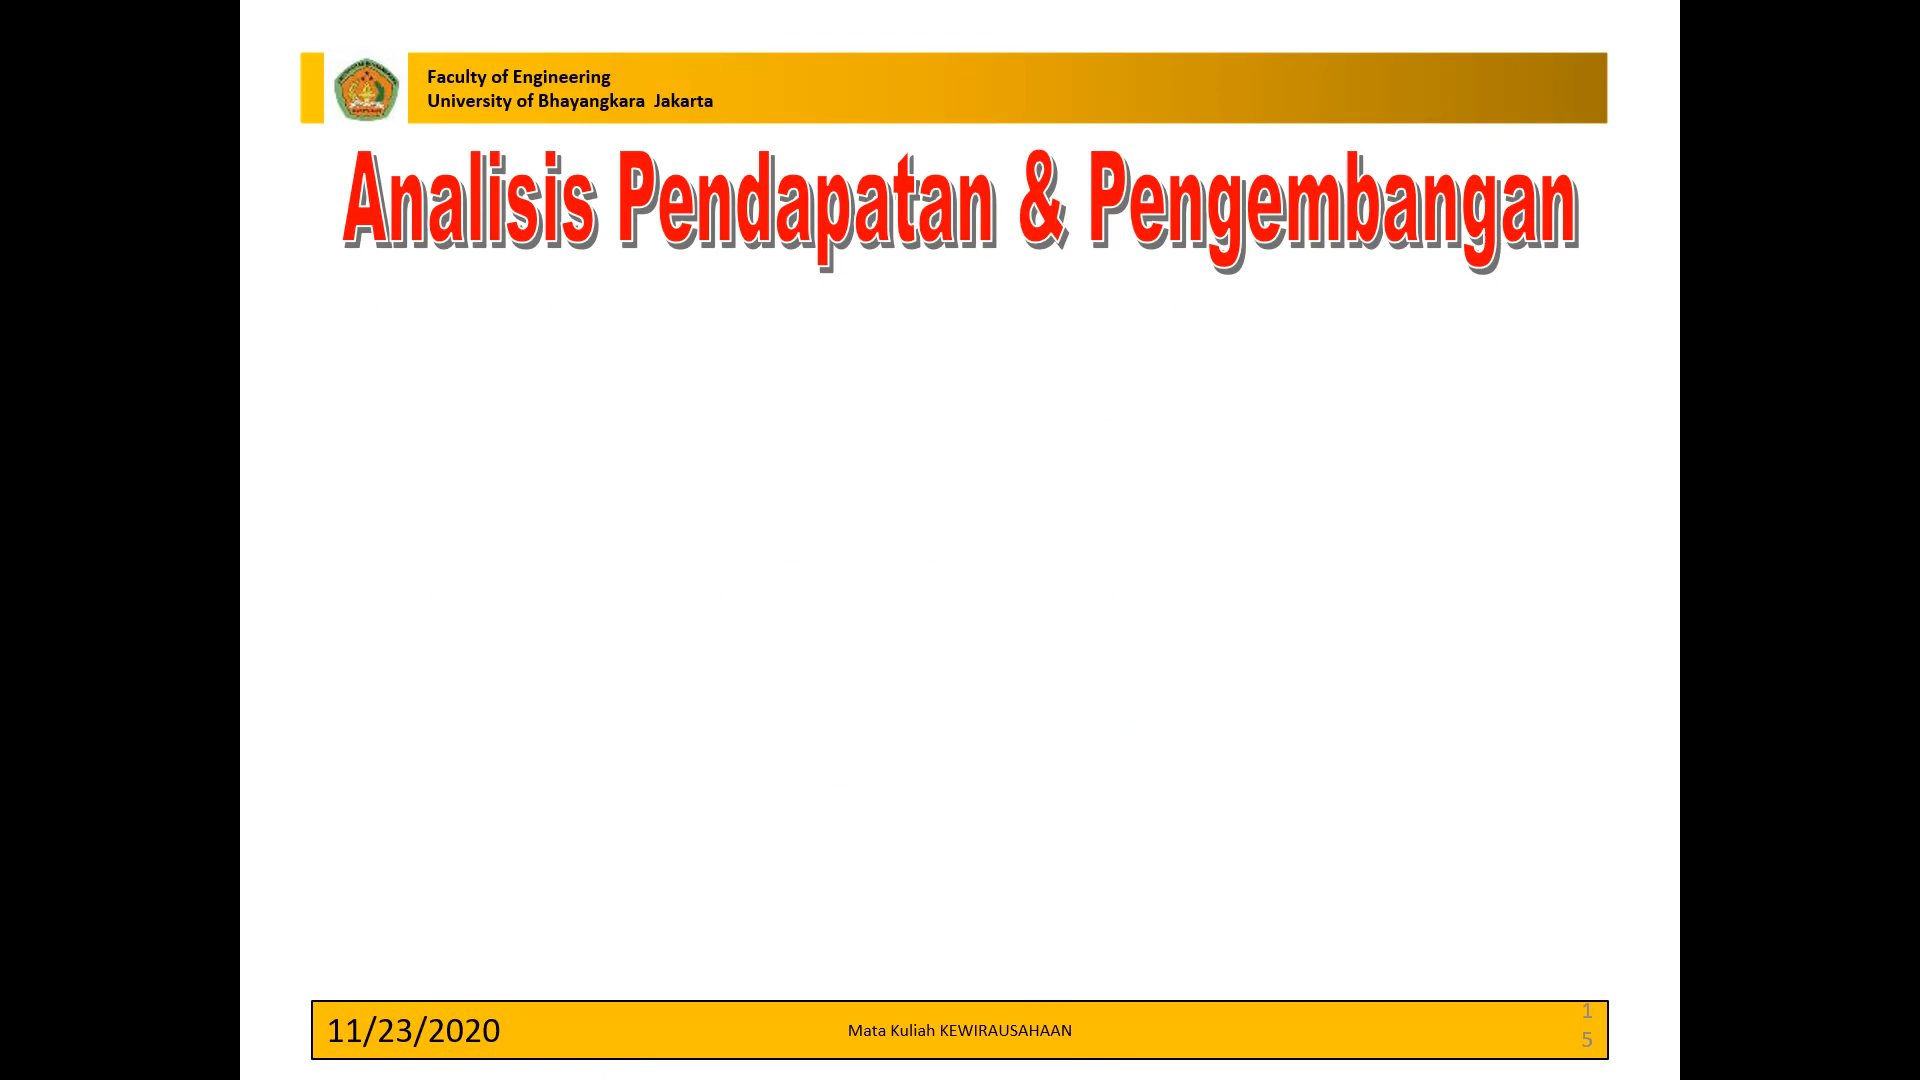 Faculty of Engineering
University of Bhayangkara Jakarta
Analisis Pendapatan & Pengembangan
11/23/2020
Mata Kuliah KEWIRAUSAHAAN
1
5